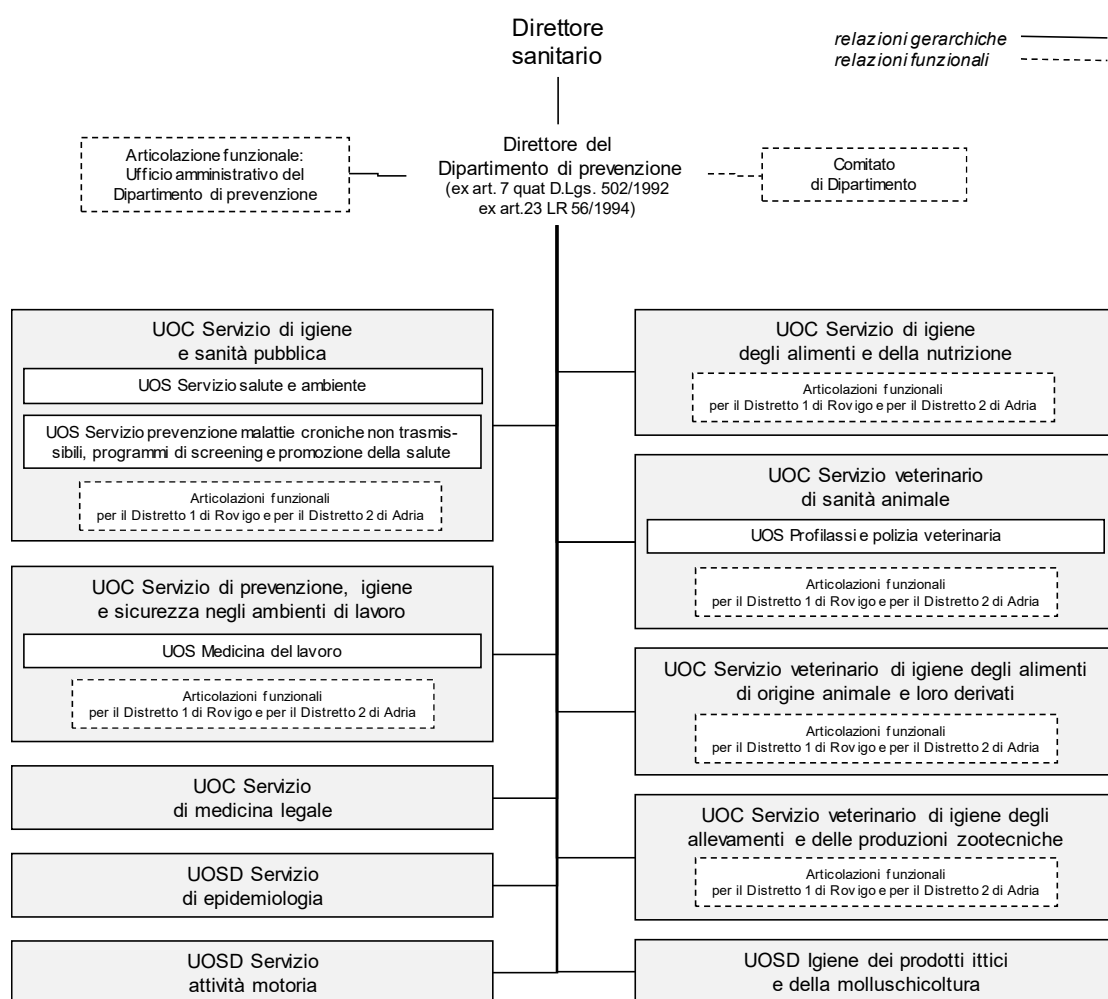 Direttore
sanitario
relazioni gerarchiche
relazioni funzionali
Articolazione funzionale:
Ufficio amministrativo del
Dipartimento di prevenzione
Direttore del
Dipartimento di prevenzione
(ex art. 7 quat D.Lgs. 502/1992
ex art.23 LR 56/1994)
Comitato
di Dipartimento
UOC Servizio di igiene
e sanità pubblica
UOS Servizio salute e ambiente
UOS Servizio prevenzione malattie croniche non trasmis-
sibili, programmi di screening e promozione della salute
Articolazioni funzionali
per il Distretto 1 di Rovigo e per il Distretto 2 di Adria
UOC Servizio di prevenzione, igiene
e sicurezza negli ambienti di lavoro
UOS Medicina del lavoro
Articolazioni funzionali
per il Distretto 1 di Rovigo e per il Distretto 2 di Adria
UOC Servizio
di medicina legale
UOSD Servizio
di epidemiologia
UOSD Servizio
attività motoria
UOC Servizio di igiene
degli alimenti e della nutrizione
Articolazioni funzionali
per il Distretto 1 di Rovigo e per il Distretto 2 di Adria
UOC Servizio veterinario
di sanità animale
UOS Profilassi e polizia veterinaria
Articolazioni funzionali
per il Distretto 1 di Rovigo e per il Distretto 2 di Adria
UOC Servizio veterinario di igiene degli alimenti
di origine animale e loro derivati
Articolazioni funzionali
per il Distretto 1 di Rovigo e per il Distretto 2 di Adria
UOC Servizio veterinario di igiene degli
allevamenti e delle produzioni zootecniche
Articolazioni funzionali
per il Distretto 1 di Rovigo e per il Distretto 2 di Adria
UOSD Igiene dei prodotti ittici
e della molluschicoltura